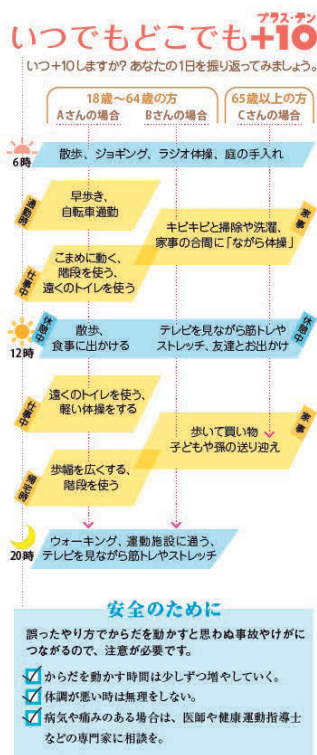 プラス・テン
いつでもどこでも+10
いつ+10しますか？あなたの1日を振り返ってみましょう。
18歳～64歳の方
65歳以上の方
Aさんの場合
Bさんの場合
Cさんの場合
6時
散歩、ジョギング、ラジオ体操、庭の手入れ
通勤時
早歩き、
自転車通勤
家事
キビキビと掃除や洗濯、
家事の合間に「ながら体操」
仕事中
こまめに動く、
階段を使う、
遠くのトイレを使う
12時
休憩中
散歩、
食事に出かける
テレビを見ながら筋トレや
ストレッチ、友達とお出かけ
休憩中
仕事中
遠くのトイレを使う、
軽い体操をする
家事
歩いて買い物
子どもや孫の送り迎え
帰宅時
歩幅を広くする、
階段を使う
20時
ウォーキング、運動施設に通う、
テレビを見ながら筋トレやストレッチ
安全のために
誤ったやり方でからだを動かすと思わぬ事故やけがに
つながるので、注意が必要です。
からだを動かす時間は少しずつ増やしていく。
体調が悪い時は無理をしない。
病気や痛みのある場合は、医師や健康運動指導士
などの専門家に相談を。